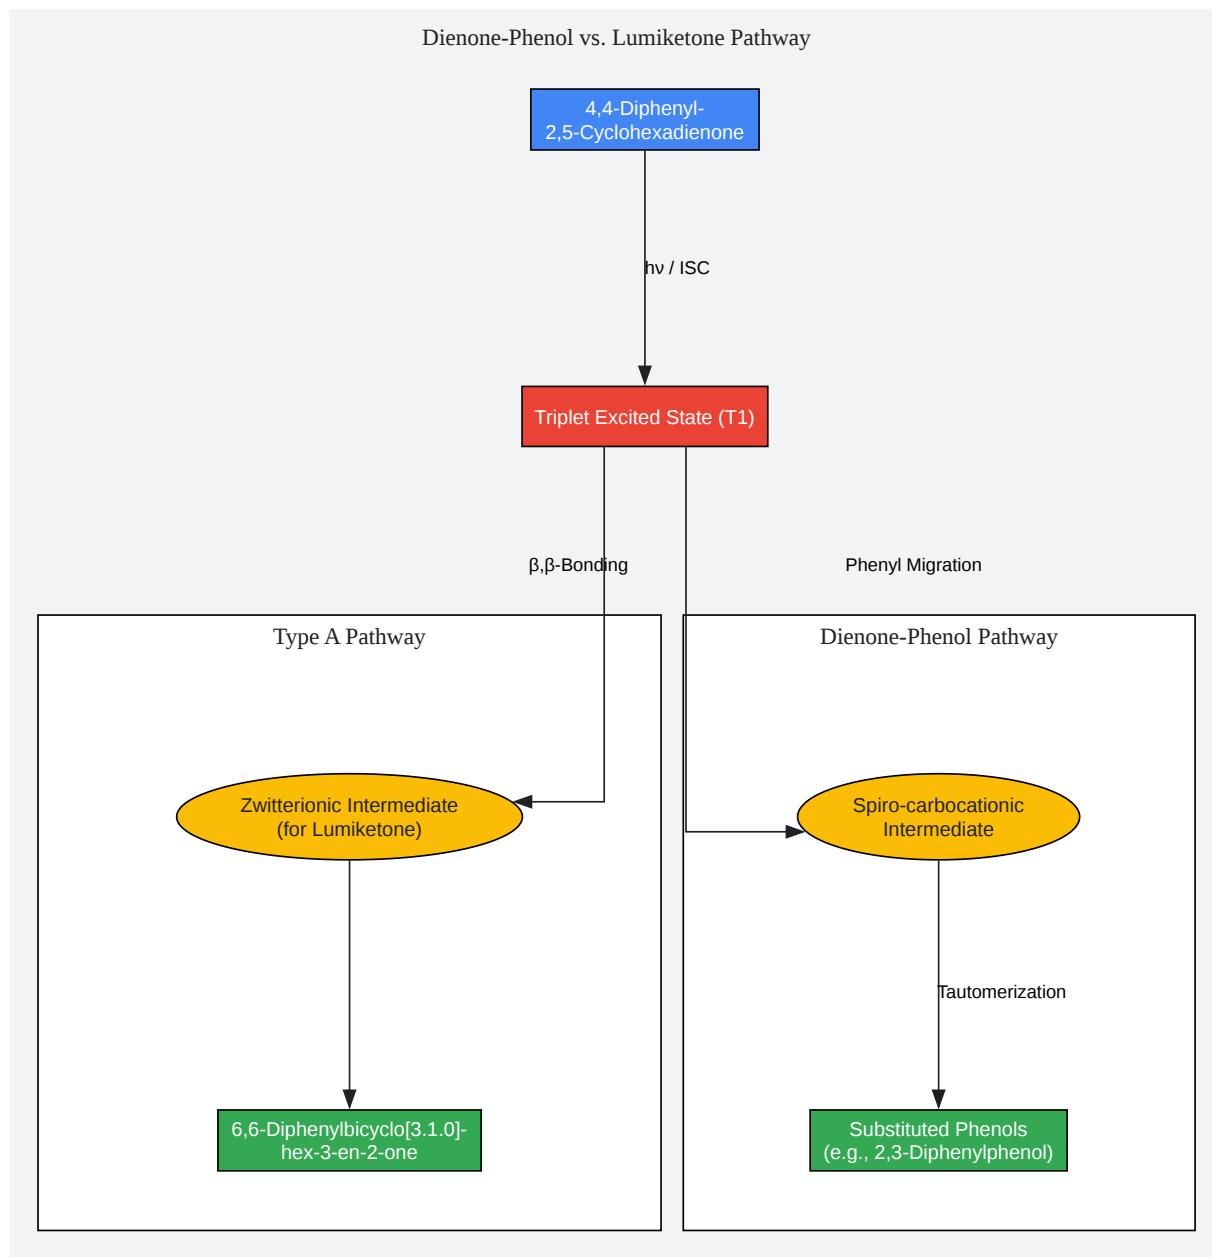 Dienone-Phenol vs. Lumiketone Pathway
4,4-Diphenyl-
2,5-Cyclohexadienone
hν / ISC
Triplet Excited State (T1)
β,β-Bonding
Phenyl Migration
Type A Pathway
Dienone-Phenol Pathway
Zwitterionic Intermediate
(for Lumiketone)
Spiro-carbocationic
Intermediate
Tautomerization
6,6-Diphenylbicyclo[3.1.0]-
hex-3-en-2-one
Substituted Phenols
(e.g., 2,3-Diphenylphenol)